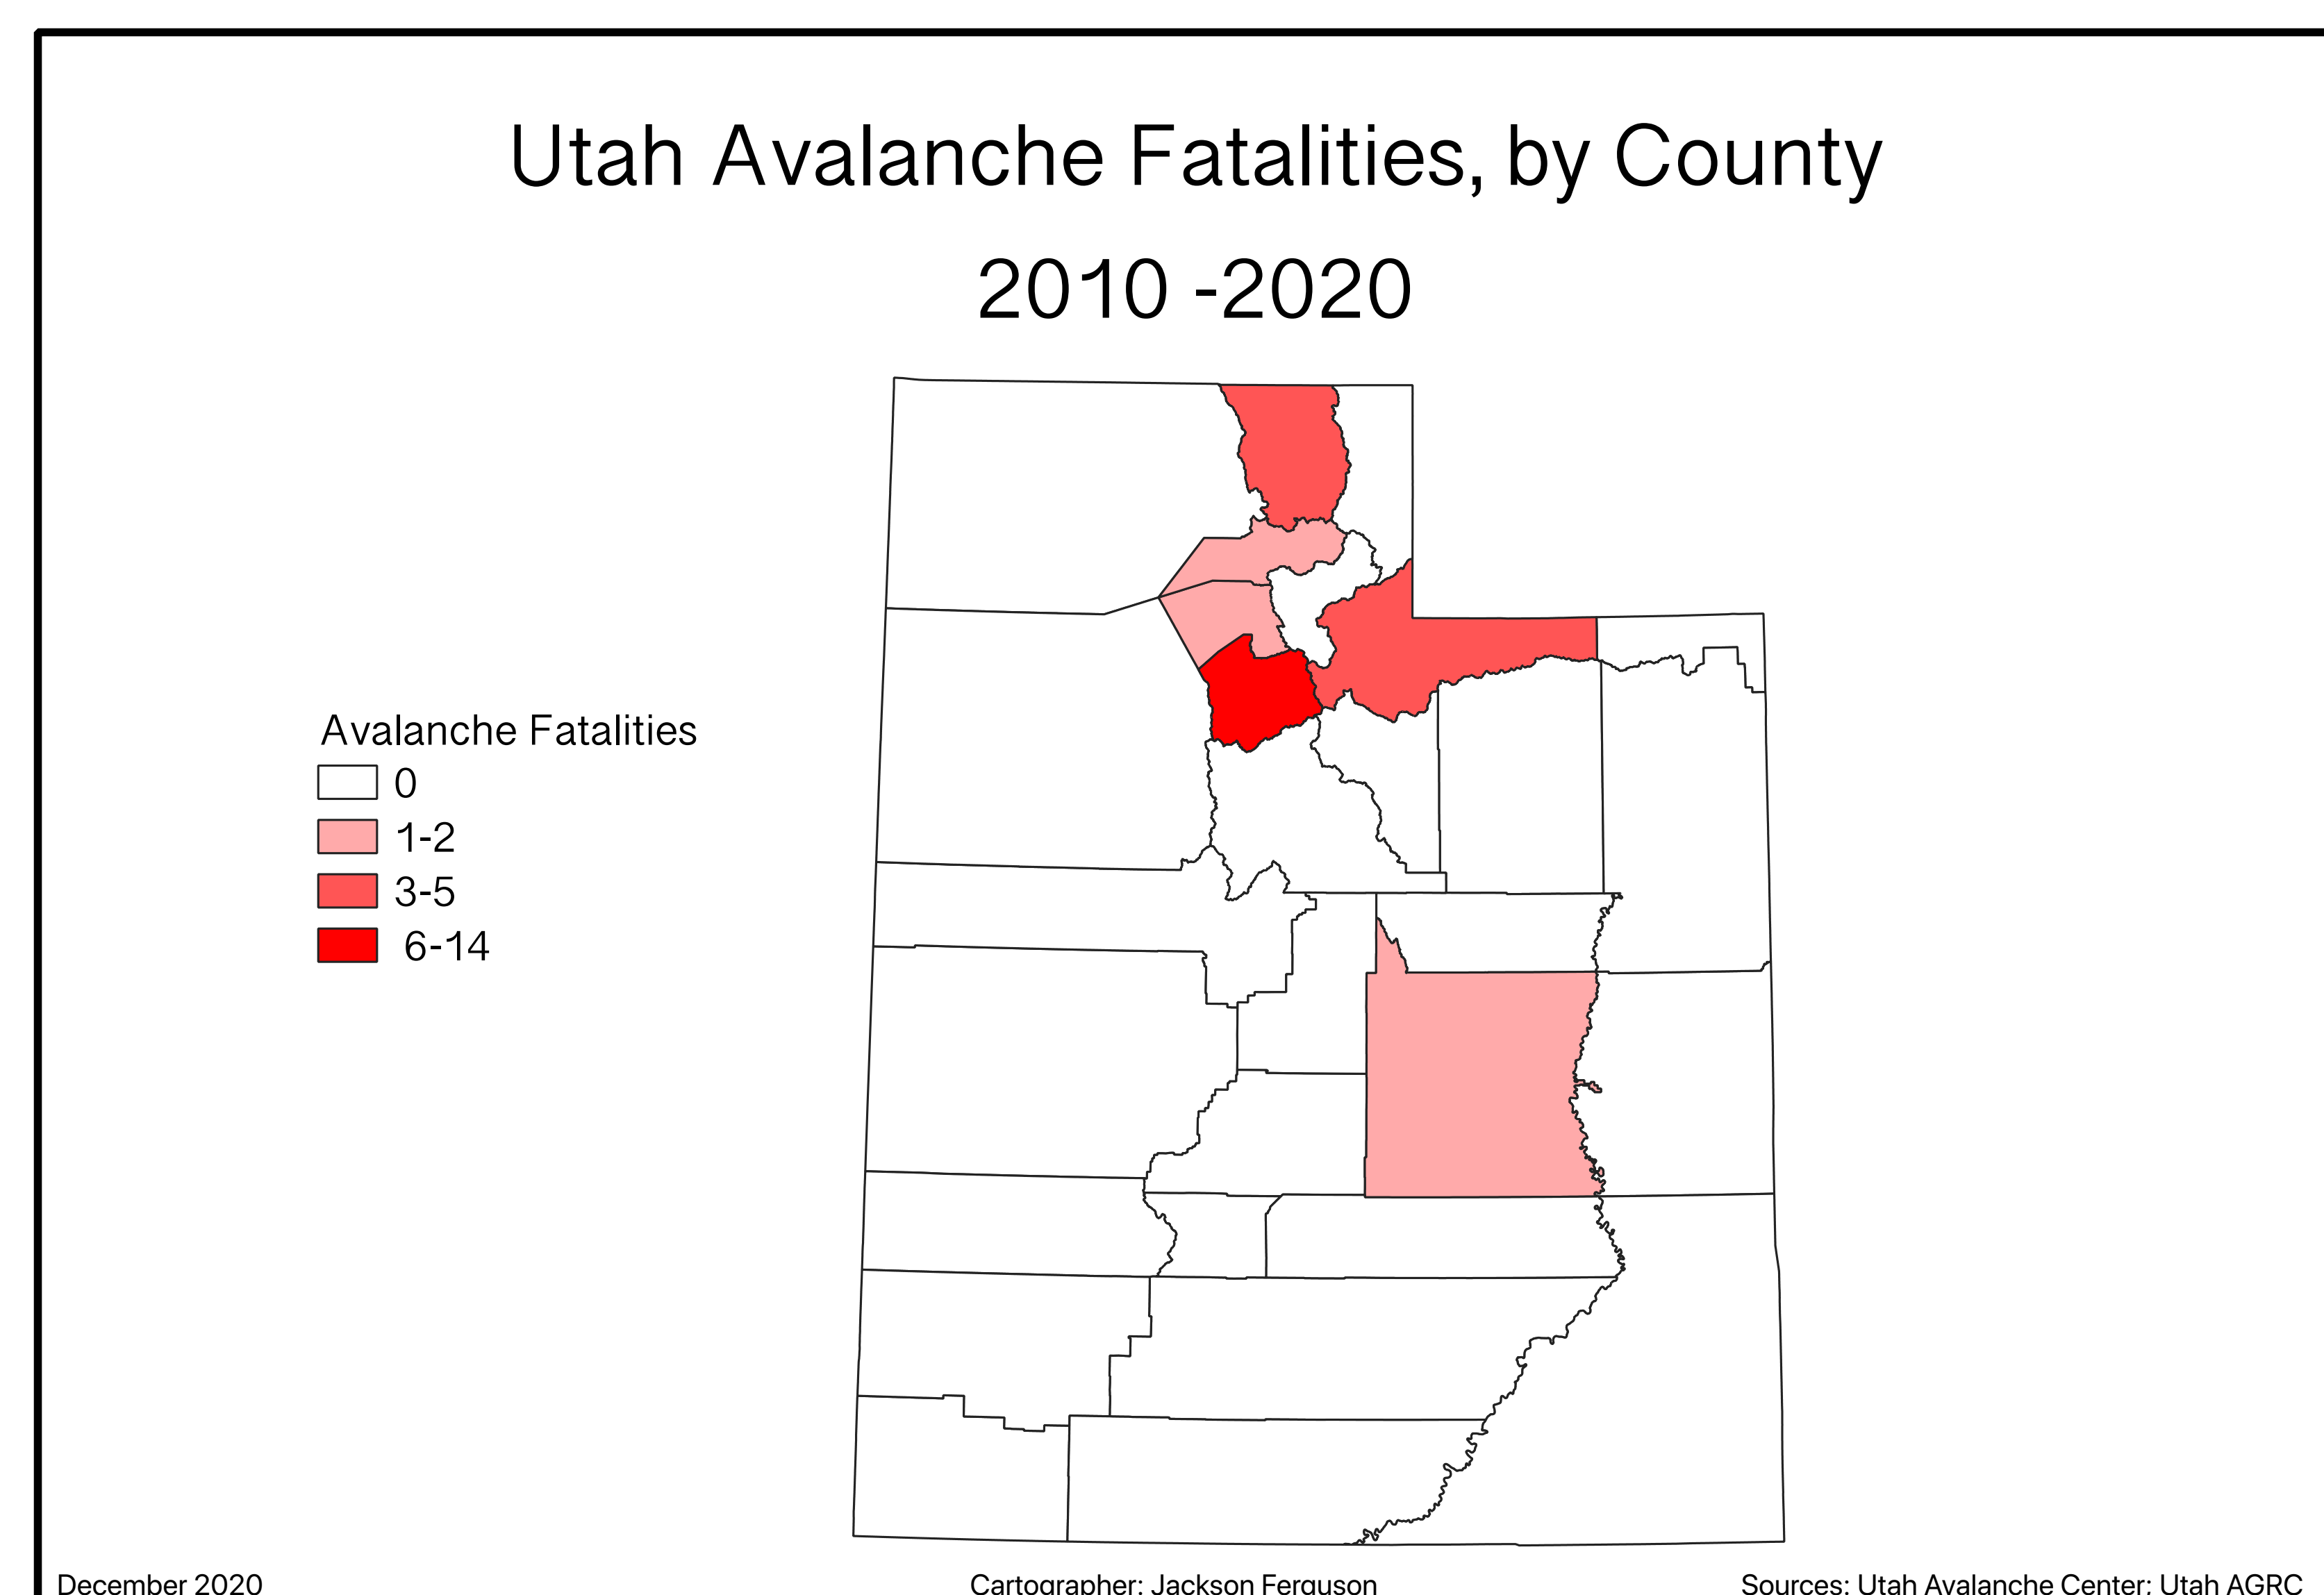 Utah Avalanche Fatalities, by County
2010 -2020
Avalanche Fatalities
0
1-2
3-5
6-14
December 2020
Cartographer: Jackson Ferguson
Sources: Utah Avalanche Center; Utah AGRC